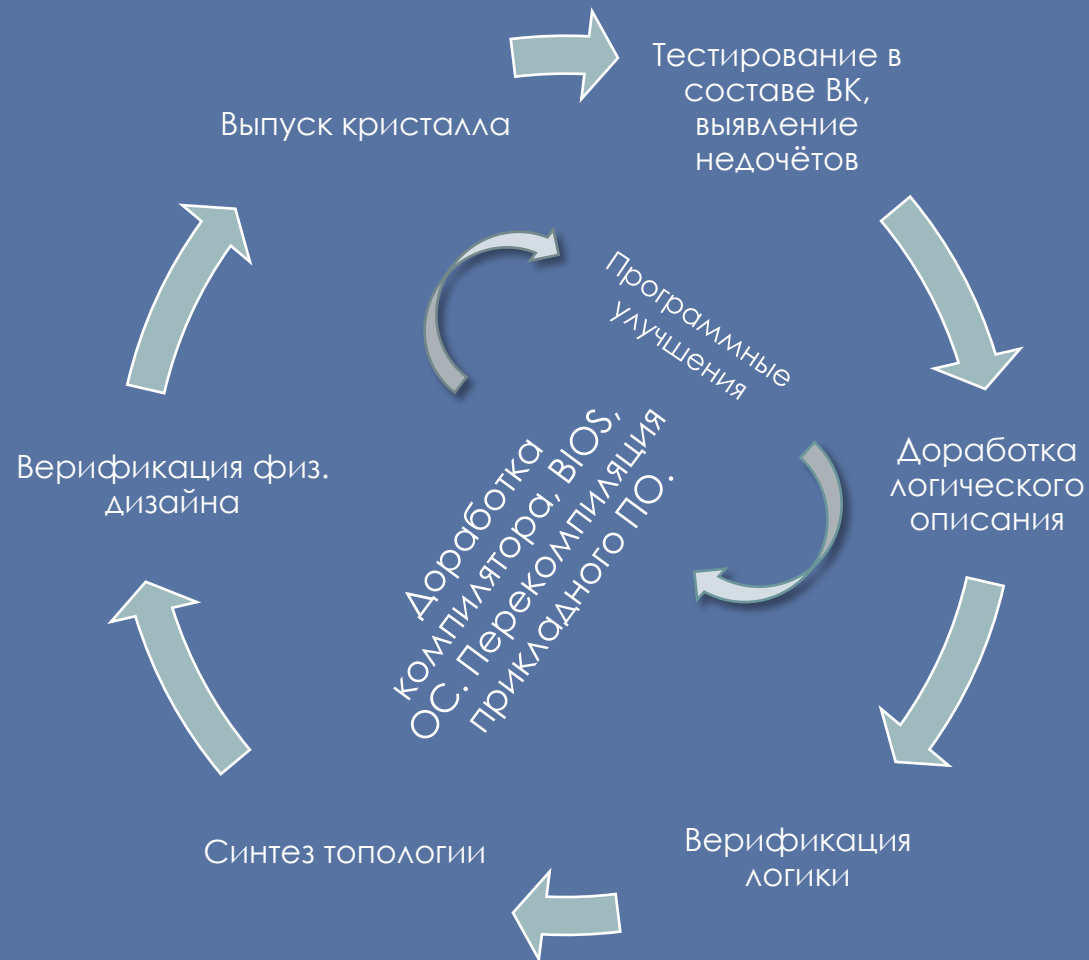 Тестирование в
составе ВК,
выявление
недочётов
Доработка
логического
описания
Верификация
логики
Синтез топологии
Верификация физ.
дизайна
Выпуск кристалла
Программные
улучшения
Доработка
компилятора, BIOS,
ОС. Перекомпиляция
прикладного ПО.